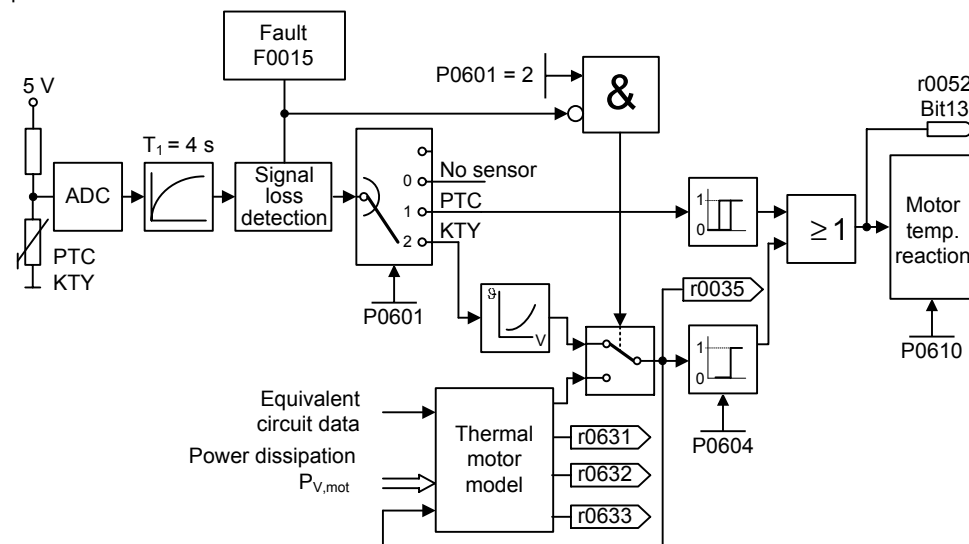 Fault
F0015
P0601 = 2
&
r0052
Bit13
5 V
T1 = 4 s
ADC
Signal
loss
detection
0
No sensor
1
PTC
2
KTY
1
0
≥ 1
Motor
temp.
reaction
PTC
KTY
P0601
ϑ
V
r0035
1
0
P0610
P0604
Equivalent
circuit data
Power dissipation
PV,mot
Thermal
motor
model
r0631
r0632
r0633